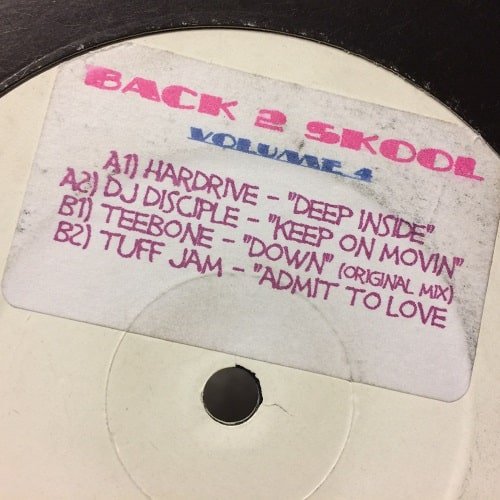 BACK 2 SKOOL
VOLUME 4
A1) HARDRIVE - "DEEP INSIDE"
A2) DJ DISCIPLE - "KEEP ON MOVIN"
B1) TEEBONE - "DOWN" (ORIGINAL MIX)
B2) TUFF JAM - "ADMIT TO LOVE